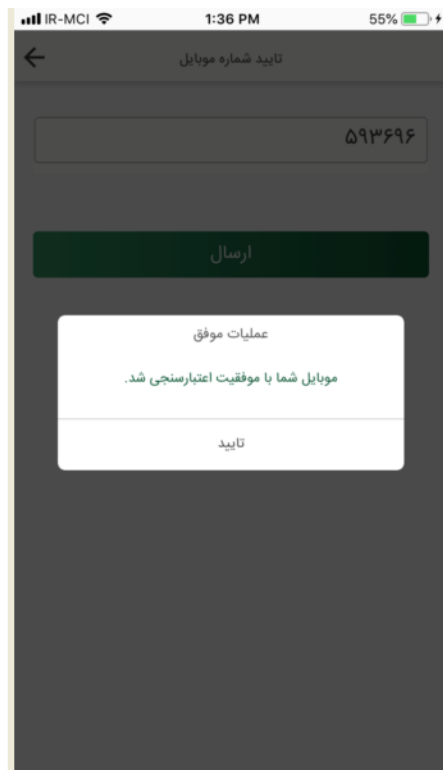 IR-MCI 1:36 PM 55%
تایید شماره موبایل
۵۹۳۶۹۶
ارسال
عملیات موفق
موبایل شما با موفقیت اعتبارسنجی شد.
تایید